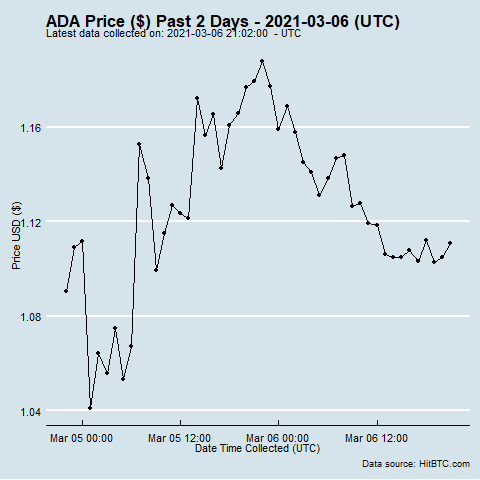 ADA Price ($) Past 2 Days - 2021-03-06 (UTC)
Latest data collected on: 2021-03-06 21:02:00 - UTC
Price USD ($)
1.16
1.12
1.08
1.04
Mar 05 00:00 Mar 05 12:00 Mar 06 00:00 Mar 06 12:00
Date Time Collected (UTC)
Data source: HitBTC.com